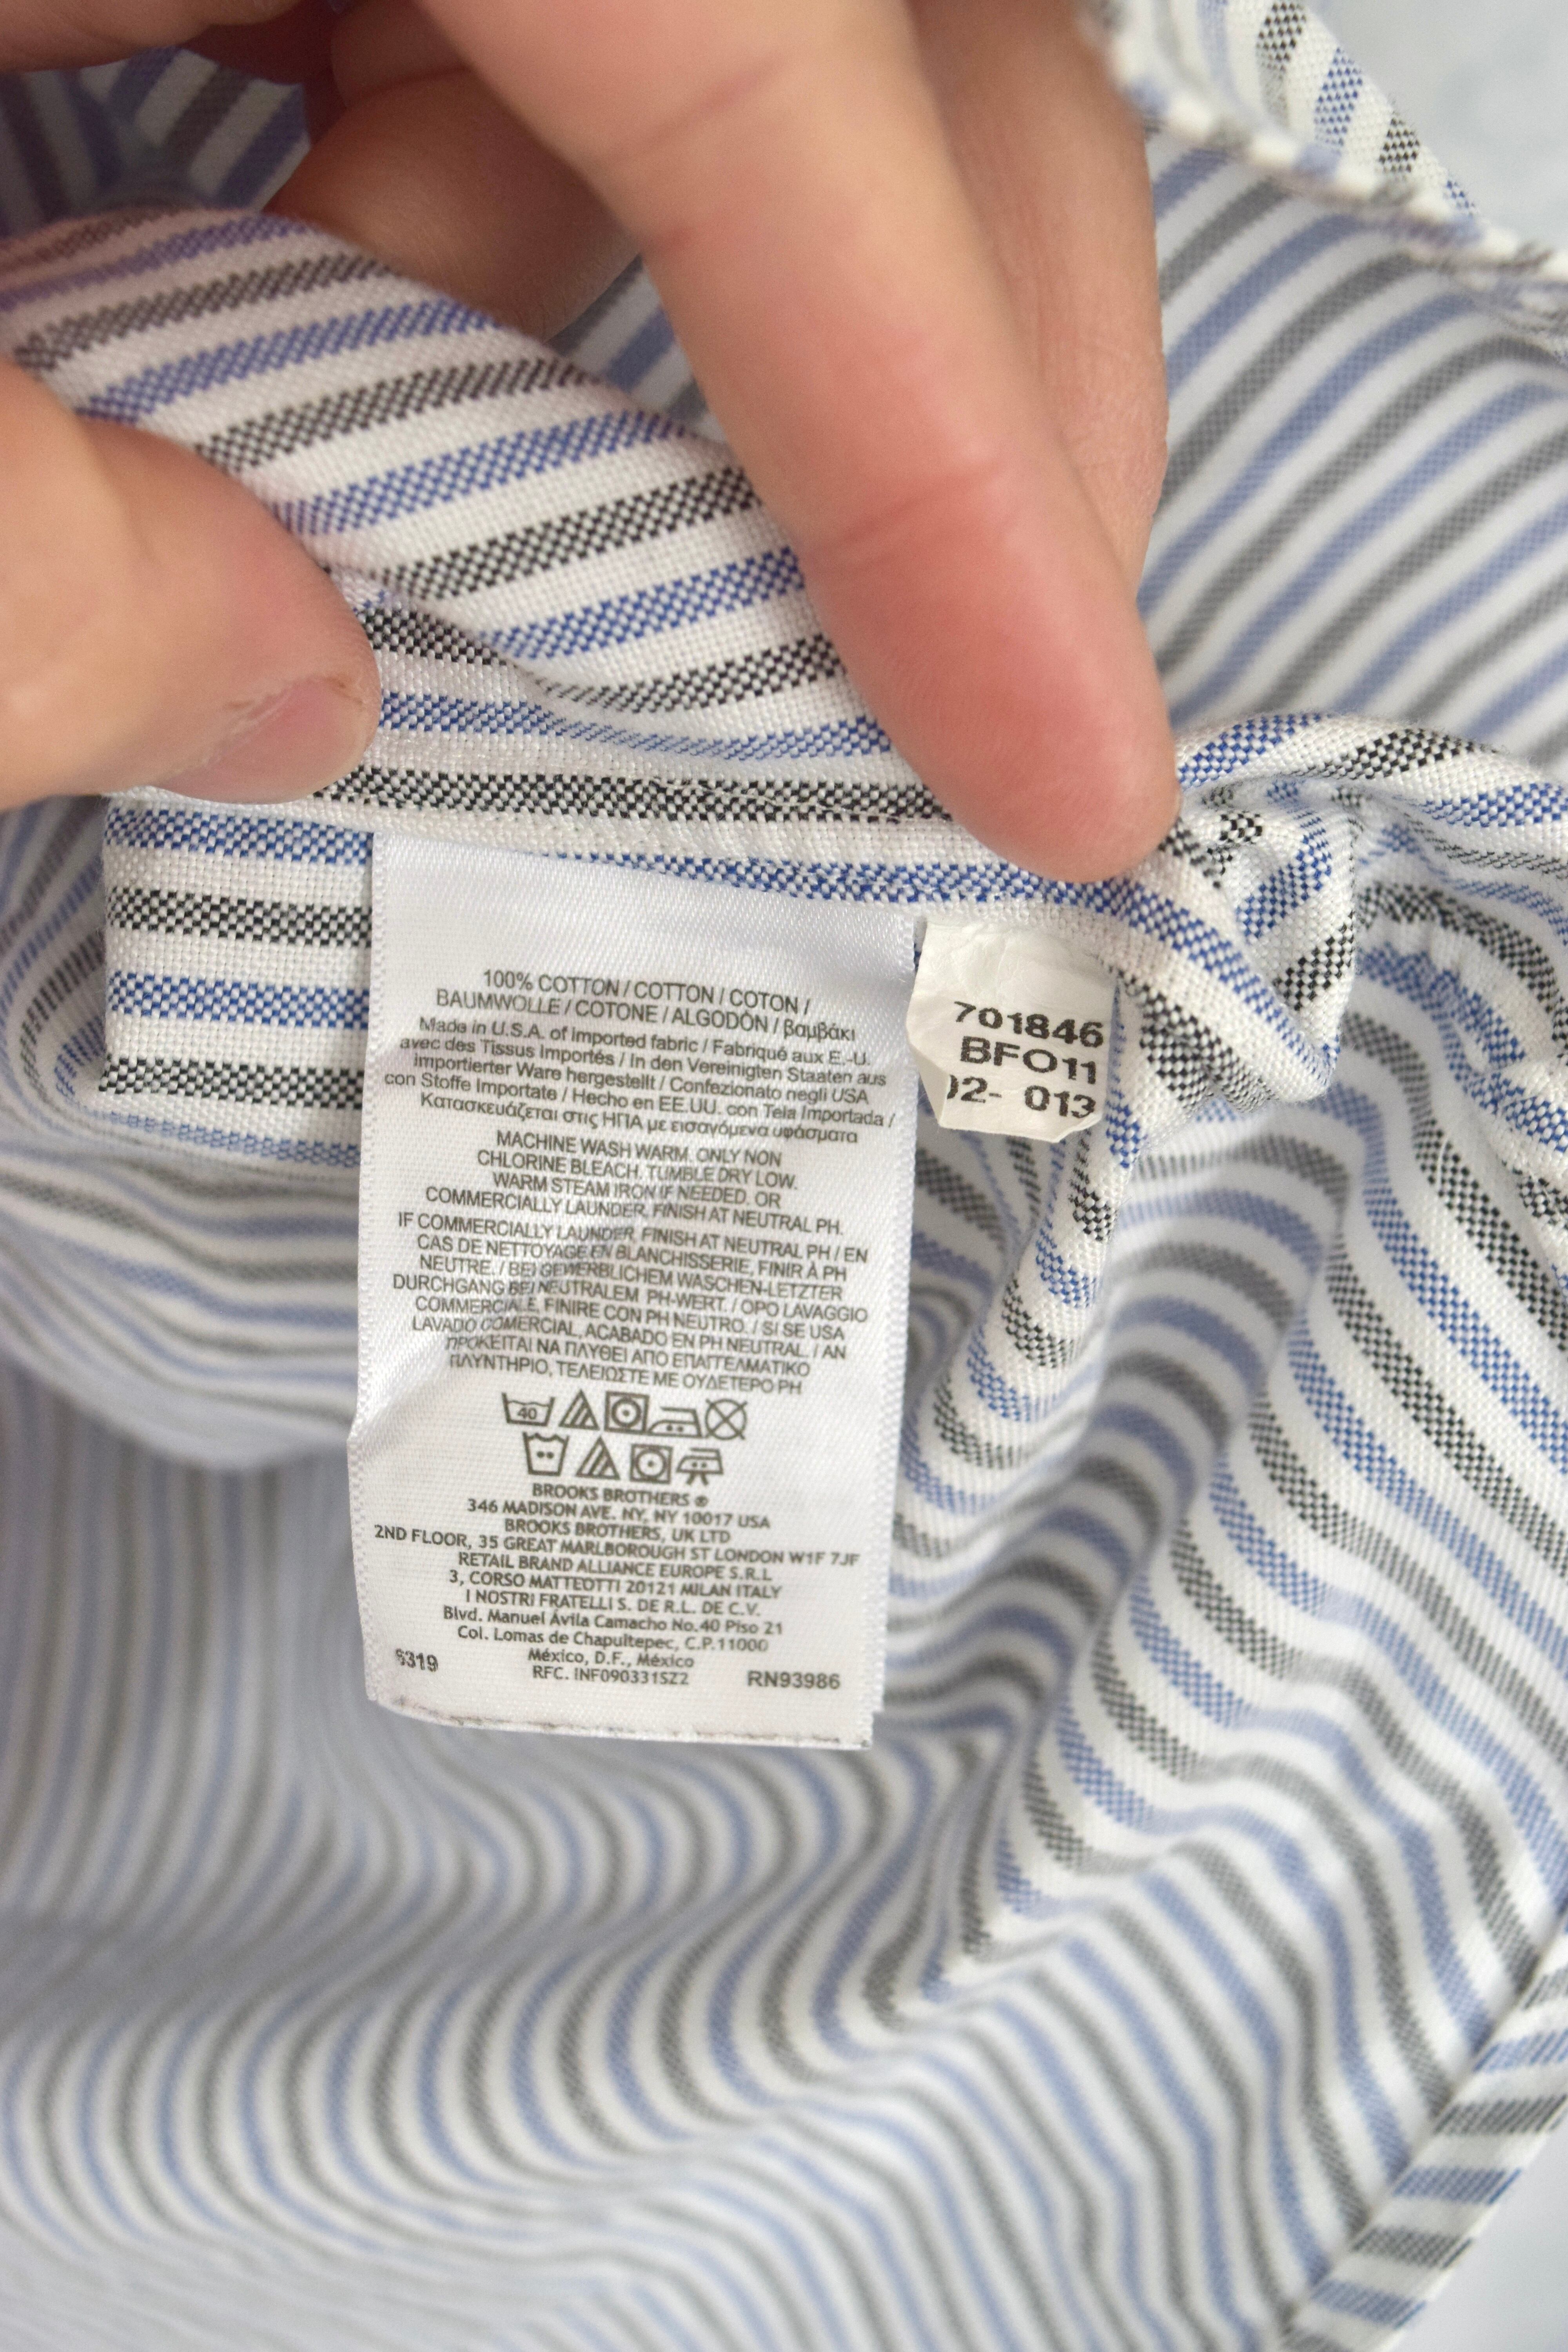 100% COTTON / COTTON / COTON /
BAUMWOLLE / COTONE / ALGODÓN / βαμβάκι
Made in U.S.A. of imported fabric / Fabriqué aux E.-U.
avec des Tissus Importés / In den Vereinigten Staaten aus
importierter Ware hergestellt / Confezionato negli USA
con Stoffe Importate / Hecho en EE.UU. con Tela Importada /
Κατασκευάζεται στις ΗΠΑ με εισαγόμενα υφάσματα
MACHINE WASH WARM. ONLY NON
CHLORINE BLEACH. TUMBLE DRY LOW.
WARM STEAM IRON IF NEEDED. OR
COMMERCIALLY LAUNDER, FINISH AT NEUTRAL PH.
IF COMMERCIALLY LAUNDER, FINISH AT NEUTRAL PH / EN
CAS DE NETTOYAGE EN BLANCHISSERIE, FINIR À PH
NEUTRE. / BEI GEWERBLICHEM WASCHEN-LETZTER
DURCHGANG BEI NEUTRALEM PH-WERT. / OPO LAVAGGIO
COMMERCIALE, FINIRE CON PH NEUTRO. / SI SE USA
LAVADO COMERCIAL, ACABADO EN PH NEUTRAL. / ΑΝ
ΠΡΟΚΕΙΤΑΙ ΝΑ ΠΛΥΘΕΙ ΑΠΟ ΕΠΑΓΓΕΛΜΑΤΙΚΟ
ΠΛΥΝΤΗΡΙΟ, ΤΕΛΕΙΩΣΤΕ ΜΕ ΟΥΔΕΤΕΡΟ PH
40
BROOKS BROTHERS ®
346 MADISON AVE. NY, NY 10017 USA
BROOKS BROTHERS, UK LTD
2ND FLOOR, 35 GREAT MARLBOROUGH ST LONDON W1F 7JF
RETAIL BRAND ALLIANCE EUROPE S.R.L
3, CORSO MATTEOTTI 20121 MILAN ITALY
I NOSTRI FRATELLI S. DE R.L. DE C.V.
Blvd. Manuel Ávila Camacho No.40 Piso 21
Col. Lomas de Chapultepec, C.P.11000
México, D.F., México
RFC. INF090331SZ2
RN93986
701846
BFO11
02- 013